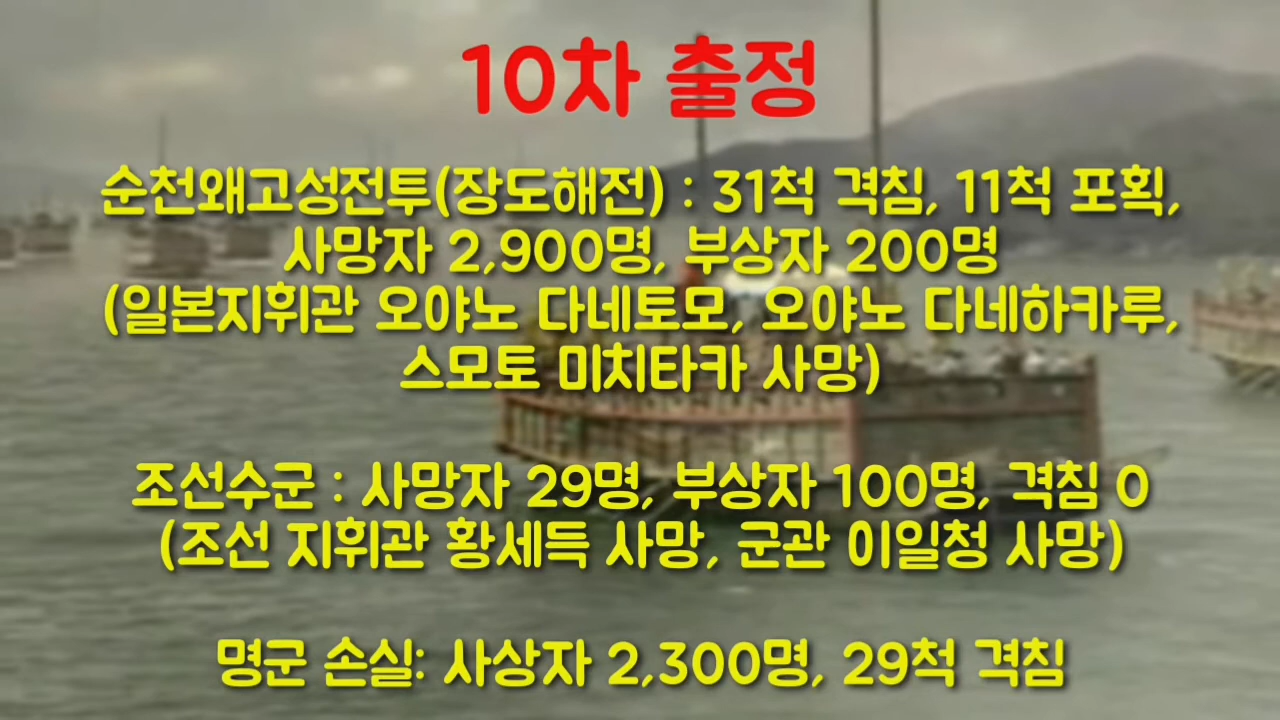 10차 출정
순천왜고성전투(장도해전) : 31척 격침, 11척 포획,
사망자 2,900명, 부상자 200명
(일본지휘관 오야노 다네토모, 오야노 다네하카루,
스모토 미치타카 사망)
조선수군 : 사망자 29명, 부상자 100명, 격침 0
(조선 지휘관 황세득 사망, 군관 이일청 사망)
명군 손실: 사상자 2,300명, 29척 격침